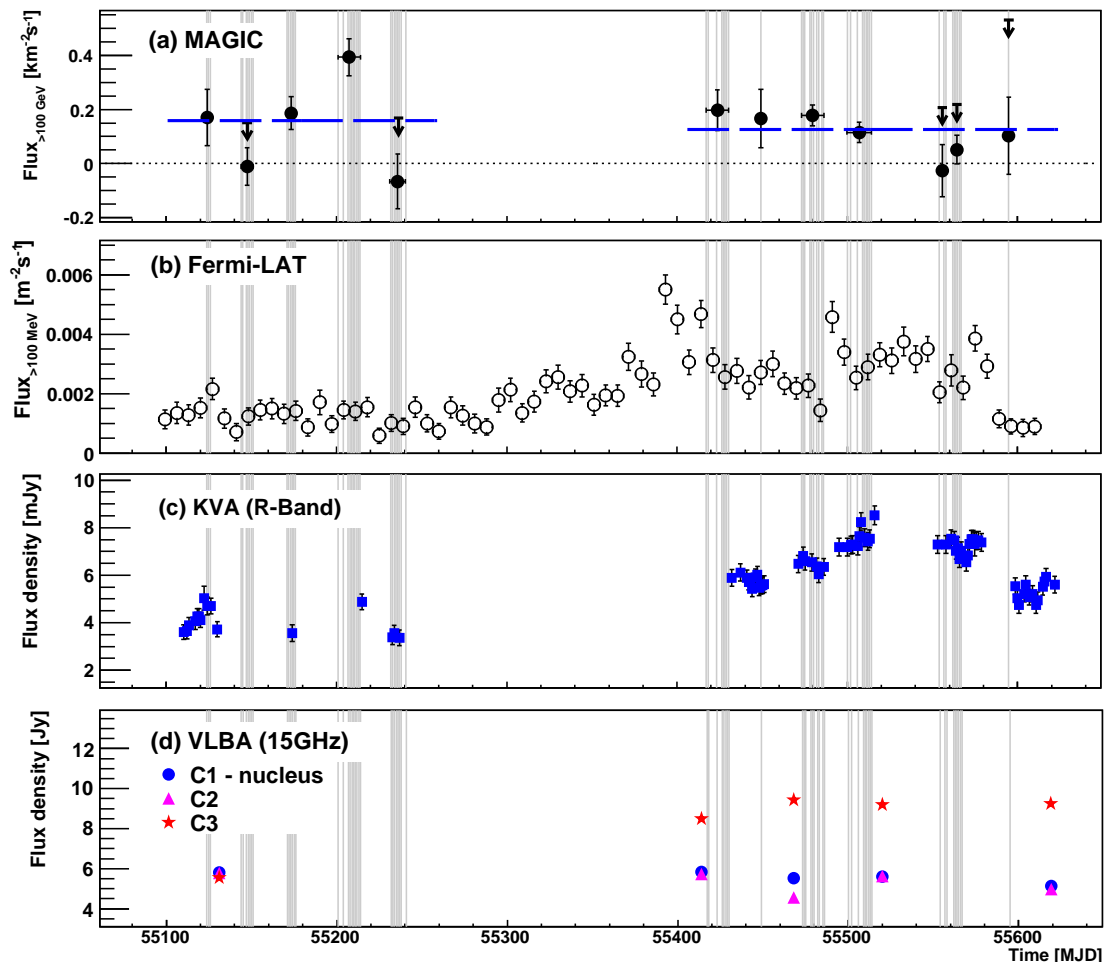 (a) MAGIC
Flux>100 GeV [km-2s-1]
0.4
0.2
0
-0.2
(b) Fermi-LAT
Flux>100 MeV [m-2s-1]
0.006
0.004
0.002
0
(c) KVA (R-Band)
Flux density [mJy]
10
8
6
4
2
(d) VLBA (15GHz)
C1 - nucleus
C2
C3
Flux density [Jy]
12
10
8
6
4
55100 55200 55300 55400 55500 55600
Time [MJD]